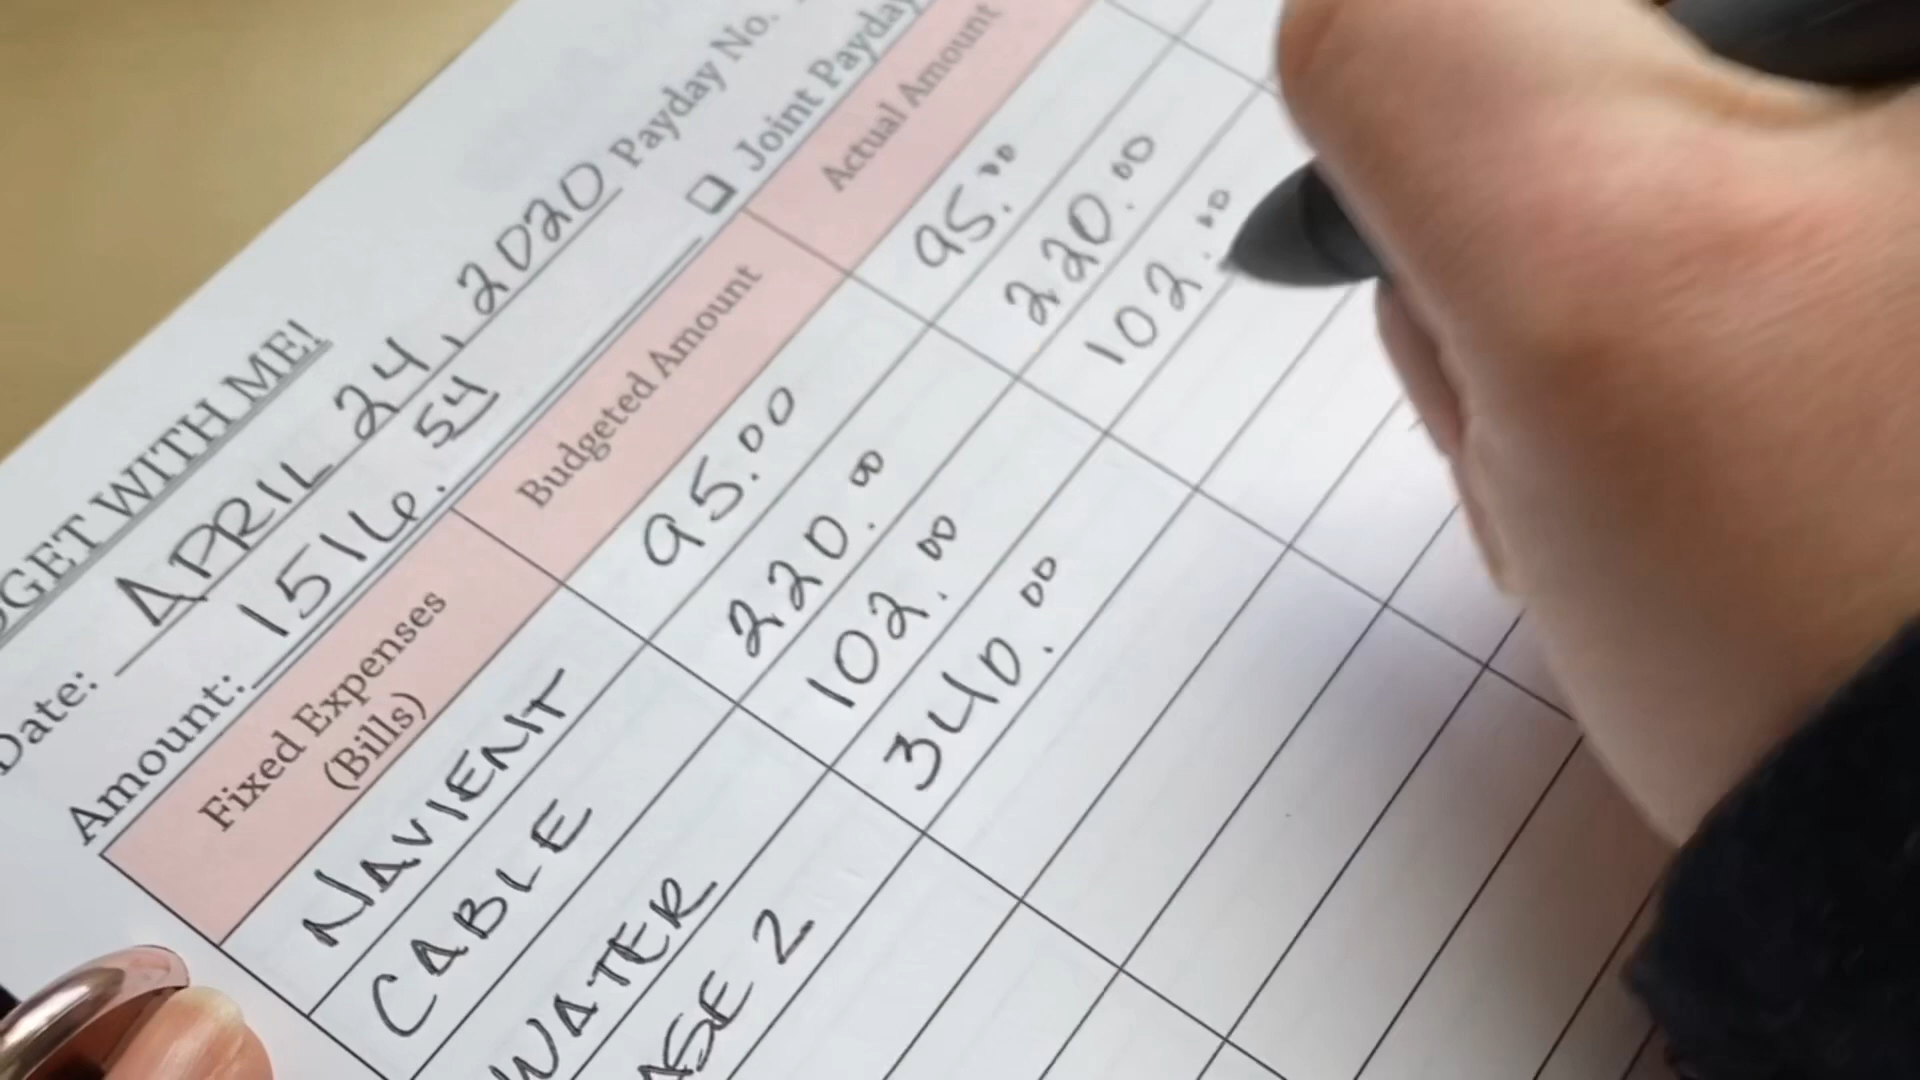 GET WITH ME!
Date: APRIL 24, 2020 Payday No.
Amount: 1516.54 ☐ Joint Payday
Fixed Expenses (Bills) Budgeted Amount Actual Amount
NAVIENT 95.00 95.00
CABLE 220.00 220.00
WATER 102.00 102.00
ASE 2 340.00